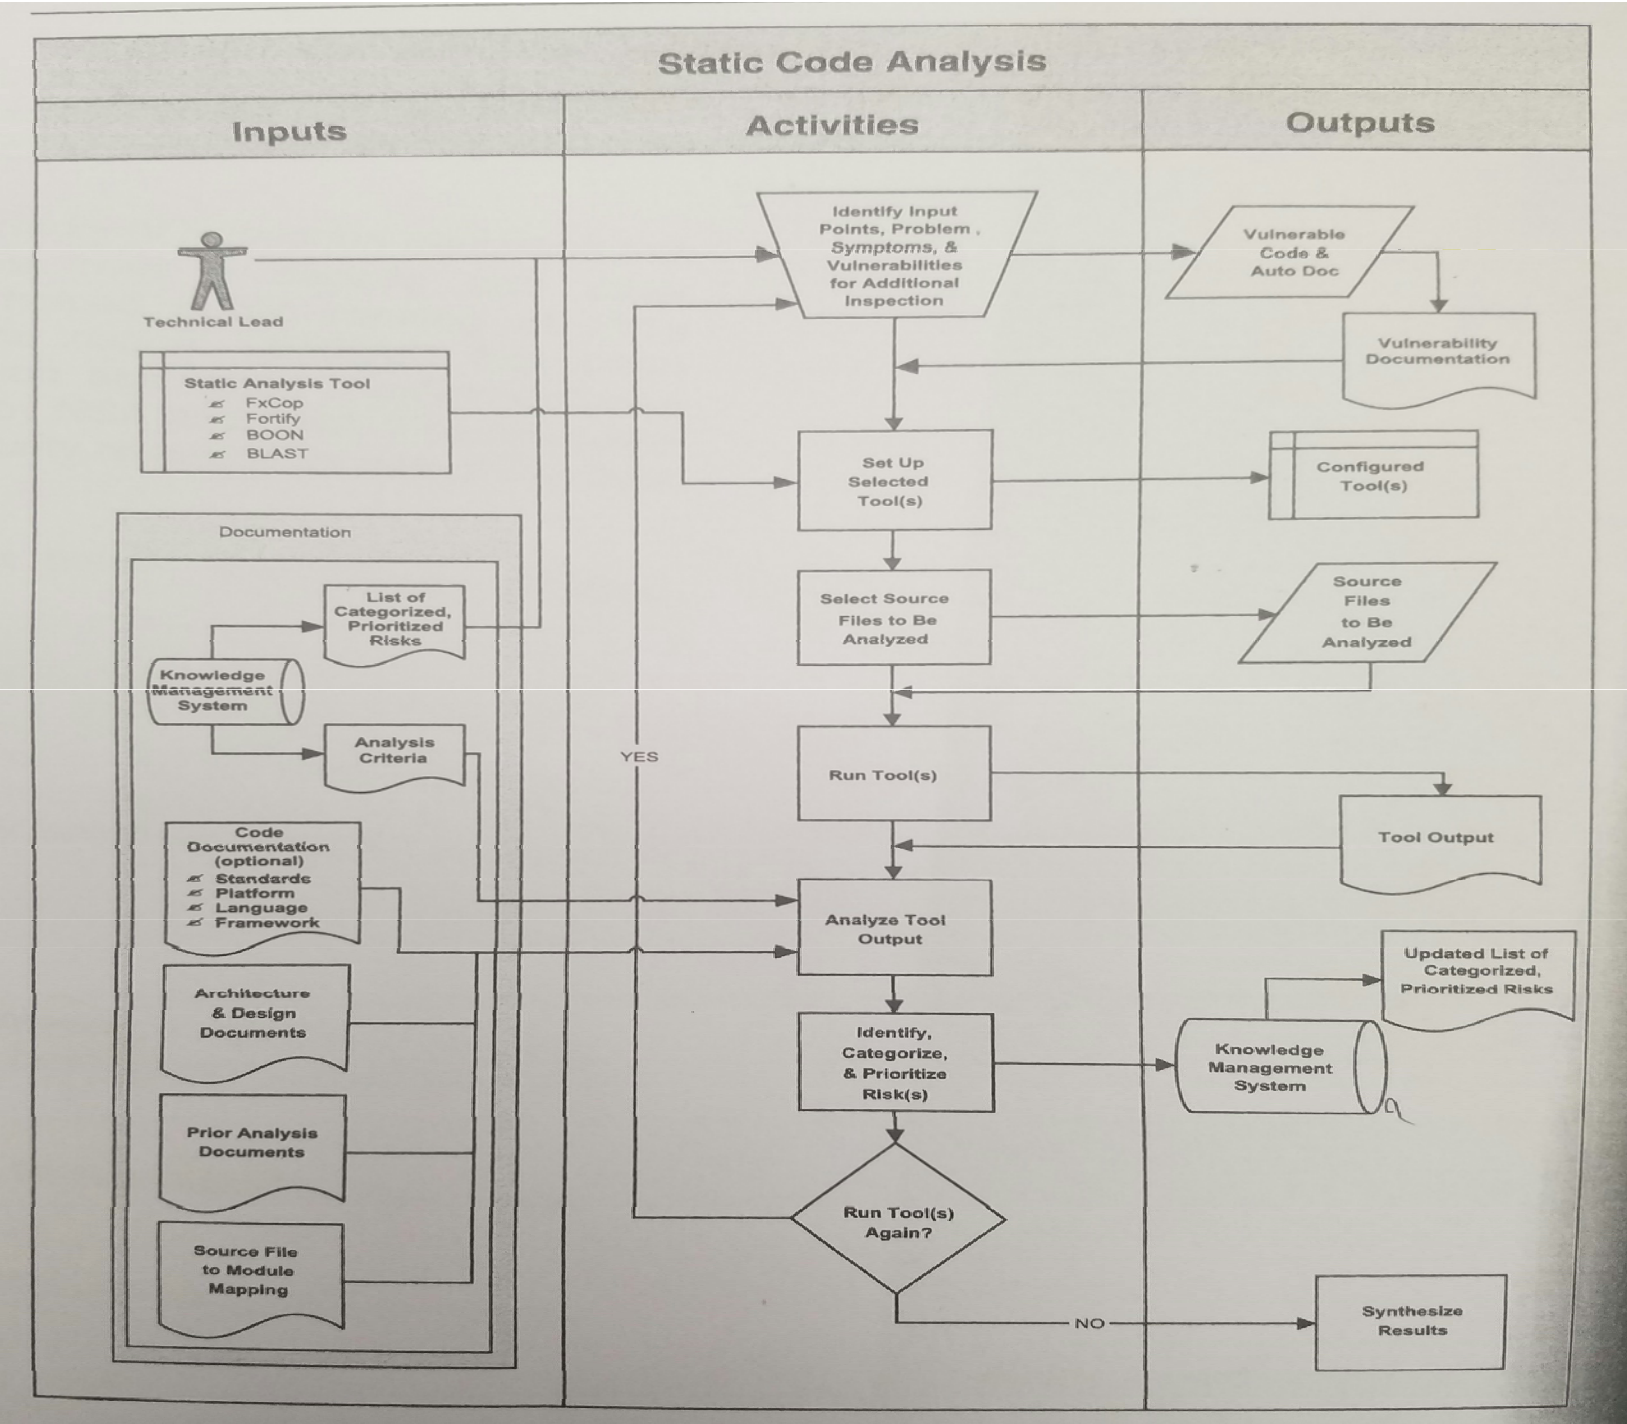 Static Code Analysis
Inputs
Activities
Outputs
Technical Lead
Static Analysis Tool
FxCop
Fortify
BOON
BLAST
Documentation
List of
Categorized,
Prioritized
Risks
Knowledge
Management
System
Analysis
Criteria
Code
Documentation
(optional)
Standards
Platform
Language
Framework
Architecture
& Design
Documents
Prior Analysis
Documents
Source File
to Module
Mapping
Identify Input
Points, Problem
Symptoms, &
Vulnerabilities
for Additional
Inspection
Set Up
Selected
Tool(s)
Select Source
Files to Be
Analyzed
YES
Run Tool(s)
Analyze Tool
Output
Identify,
Categorize,
& Prioritize
Risk(s)
Run Tool(s)
Again?
NO
Vulnerable
Code &
Auto Doc
Vulnerability
Documentation
Configured
Tool(s)
Source
Files
to Be
Analyzed
Tool Output
Updated List of
Categorized,
Prioritized Risks
Knowledge
Management
System
Synthesize
Results